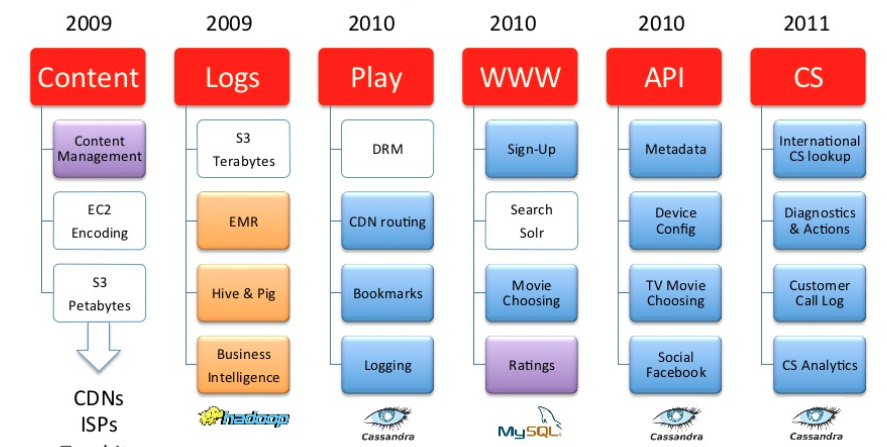 2009
2009
2010
2010
2010
2011
Content
Logs
Play
WWW
API
CS
Content
Management
EC2
Encoding
S3
Petabytes
CDNs
ISPs
S3
Terabytes
EMR
Hive & Pig
Business
Intelligence
hadoop
DRM
CDN routing
Bookmarks
Logging
Cassandra
Sign-Up
Search
Solr
Movie
Choosing
Ratings
MySQL
Metadata
Device
Config
TV Movie
Choosing
Social
Facebook
Cassandra
International
CS lookup
Diagnostics
& Actions
Customer
Call Log
CS Analytics
Cassandra